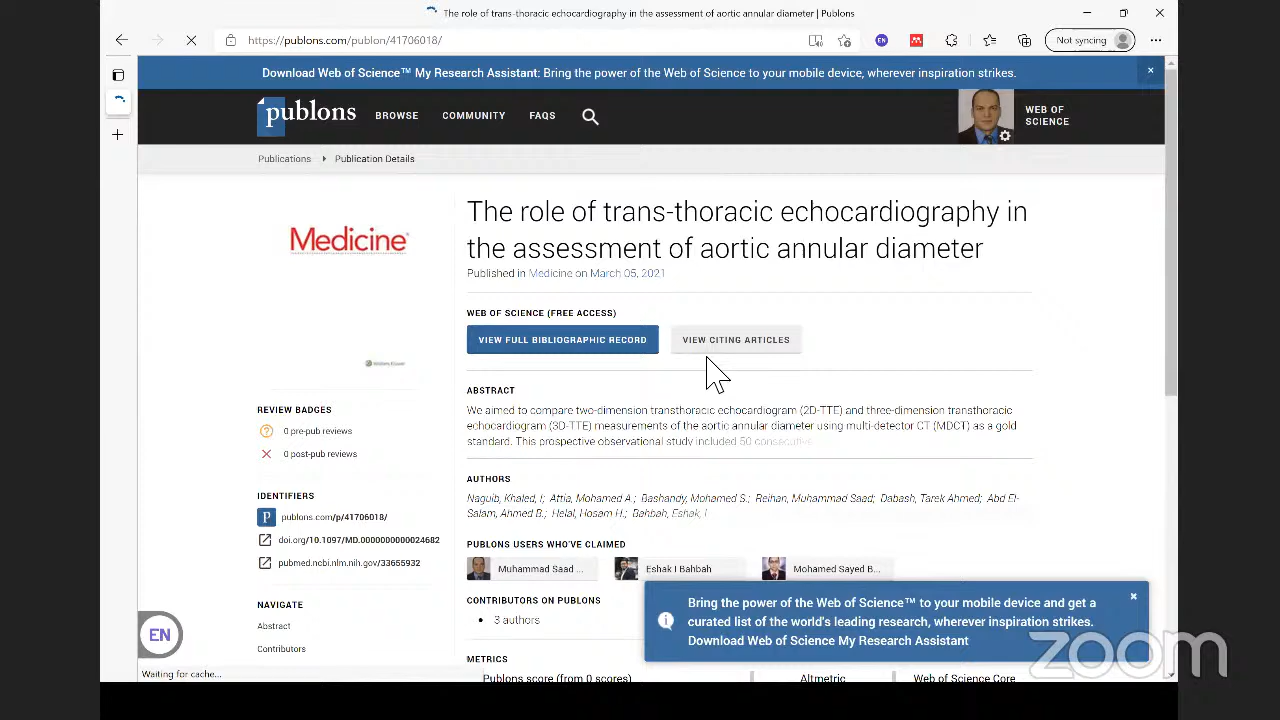 The role of trans-thoracic echocardiography in the assessment of aortic annular diameter | Publons
https://publons.com/publon/41706018/
EN
Not syncing
Download Web of Science™ My Research Assistant: Bring the power of the Web of Science to your mobile device, wherever inspiration strikes.
publons
BROWSE
COMMUNITY
FAQS
WEB OF
SCIENCE
Publications
Publication Details
Medicine
Wolters Kluwer
The role of trans-thoracic echocardiography in
the assessment of aortic annular diameter
Published in Medicine on March 05, 2021
WEB OF SCIENCE (FREE ACCESS)
VIEW FULL BIBLIOGRAPHIC RECORD
VIEW CITING ARTICLES
ABSTRACT
We aimed to compare two-dimension transthoracic echocardiogram (2D-TTE) and three-dimension transthoracic
echocardiogram (3D-TTE) measurements of the aortic annular diameter using multi-detector CT (MDCT) as a gold
standard. This prospective observational study included 50 consecutive
REVIEW BADGES
0 pre-pub reviews
0 post-pub reviews
AUTHORS
Naguib, Khaled, I; Attia, Mohamed A.; Bashandy, Mohamed S.; Reihan, Muhammad Saad; Dabash, Tarek Ahmed; Abd El-
Salam, Ahmed B.; Helal, Hosam H.; Bahbah, Eshak, I
IDENTIFIERS
P
publons.com/p/41706018/
doi.org/10.1097/MD.0000000000024682
pubmed.ncbi.nlm.nih.gov/33655932
PUBLONS USERS WHO'VE CLAIMED
Muhammad Saad ...
Eshak I Bahbah
Mohamed Sayed B...
CONTRIBUTORS ON PUBLONS
3 authors
NAVIGATE
Abstract
Contributors
METRICS
Publons score (from 0 scores)
Altmetric
Web of Science Core
Bring the power of the Web of Science™ to your mobile device and get a
curated list of the world's leading research, wherever inspiration strikes.
Download Web of Science My Research Assistant
EN
Waiting for cache...
zoom